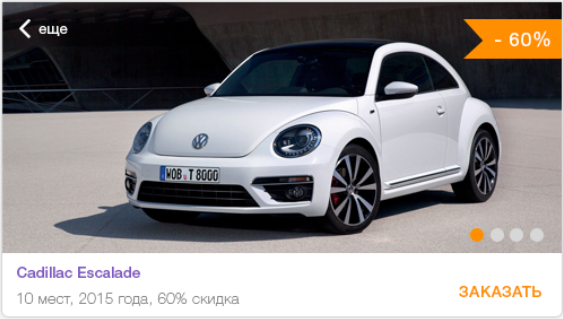 еще
- 60%
WOB T 8000
Cadillac Escalade
10 мест, 2015 года, 60% скидка
ЗАКАЗАТЬ